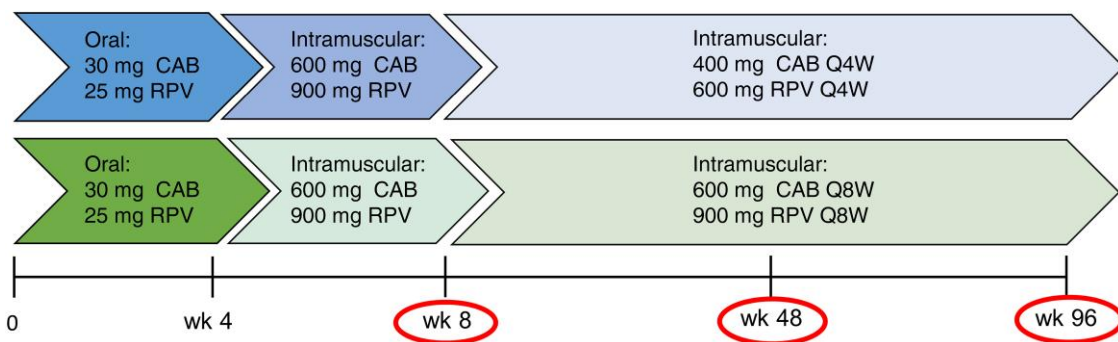 Oral:
30 mg CAB
25 mg RPV
Intramuscular:
600 mg CAB
900 mg RPV
Intramuscular:
400 mg CAB Q4W
600 mg RPV Q4W
Oral:
30 mg CAB
25 mg RPV
Intramuscular:
600 mg CAB
900 mg RPV
Intramuscular:
600 mg CAB Q8W
900 mg RPV Q8W
0
wk 4
wk 8
wk 48
wk 96